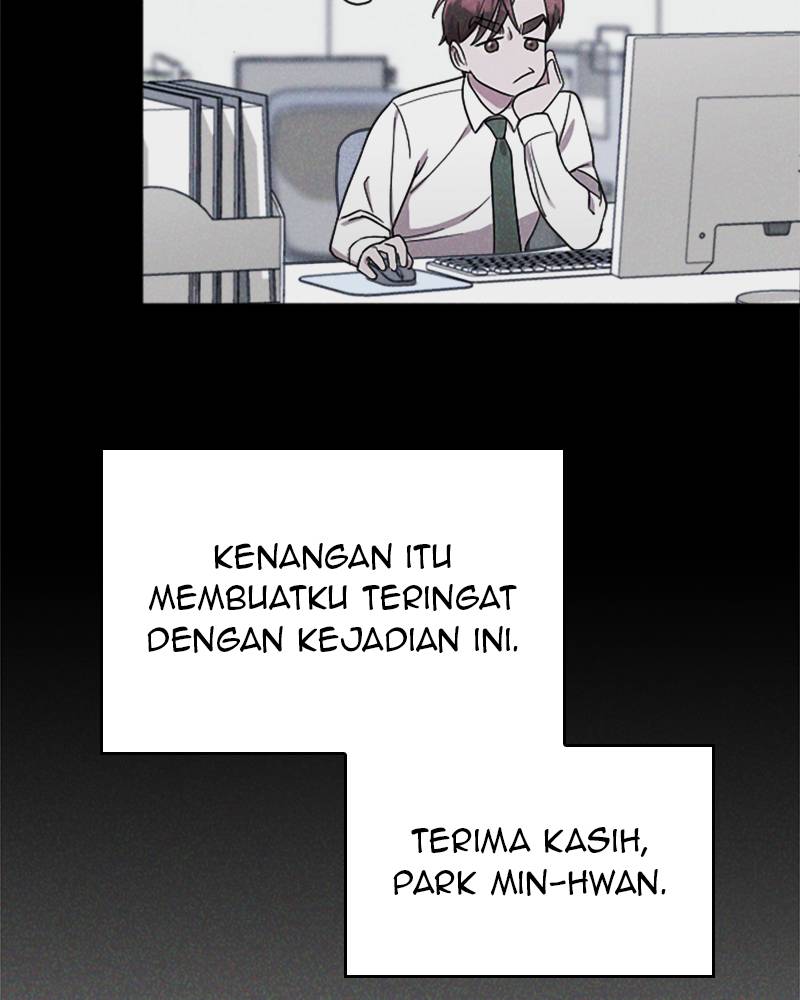 KENANGAN ITU
MEMBUATKU TERINGAT
DENGAN KEJADIAN INI.
TERIMA KASIH,
PARK MIN-HWAN.